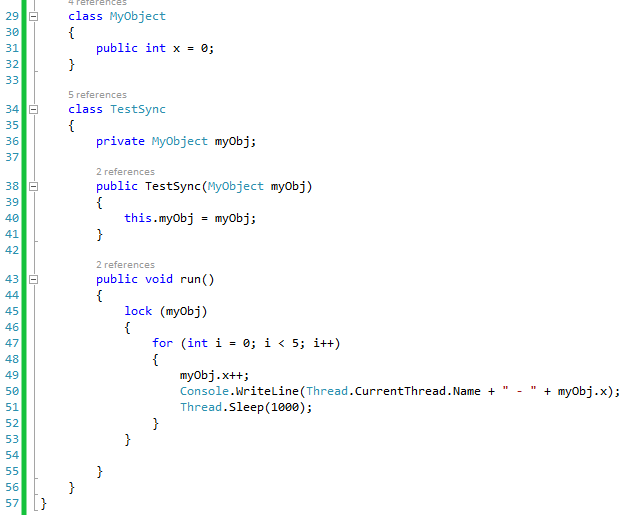 4 references
29 class MyObject
30 {
31 public int x = 0;
32 }
33
5 references
34 class TestSync
35 {
36 private MyObject myObj;
37
2 references
38 public TestSync(MyObject myObj)
39 {
40 this.myObj = myObj;
41 }
42
2 references
43 public void run()
44 {
45 lock (myObj)
46 {
47 for (int i = 0; i < 5; i++)
48 {
49 myObj.x++;
50 Console.WriteLine(Thread.CurrentThread.Name + " - " + myObj.x);
51 Thread.Sleep(1000);
52 }
53 }
54
55 }
56 }
57 }